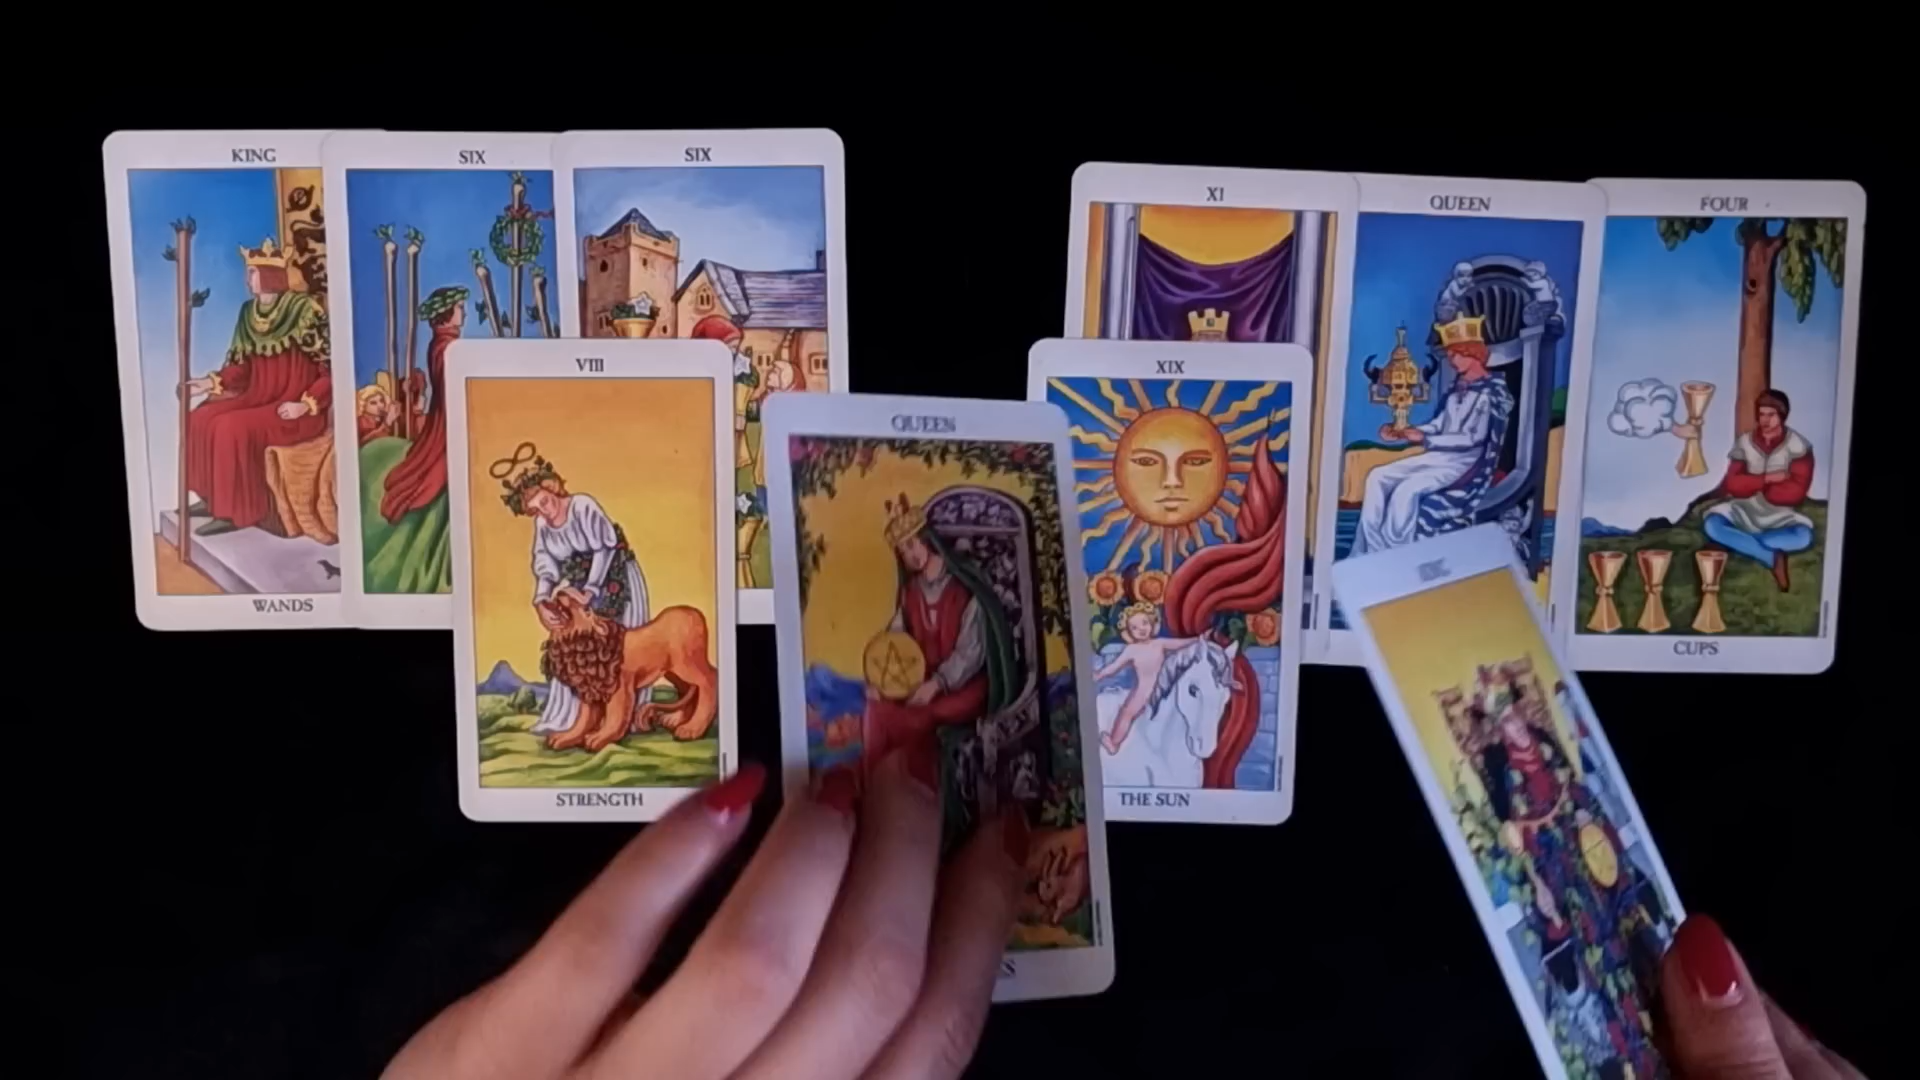 KING
SIX
SIX
XI
QUEEN
FOUR
WANDS
CUPS
VIII
STRENGTH
QUEEN
XIX
THE SUN